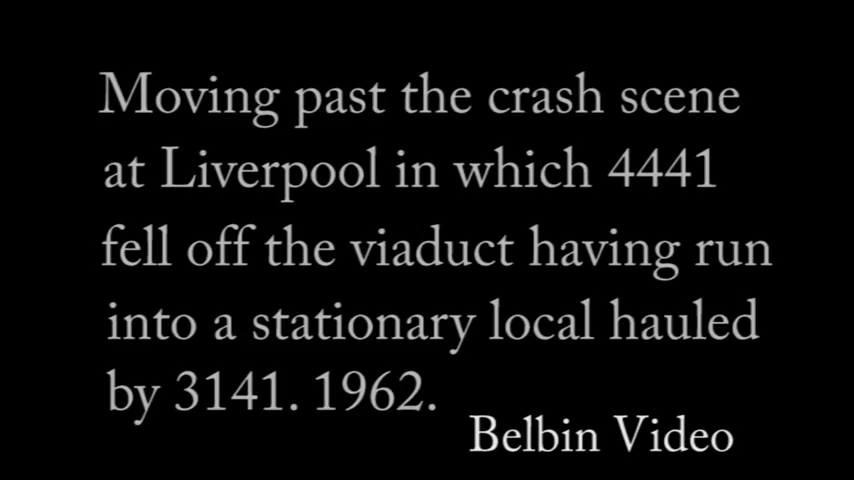 Moving past the crash scene
at Liverpool in which 4441
fell off the viaduct having run
into a stationary local hauled
by 3141. 1962.
Belbin Video